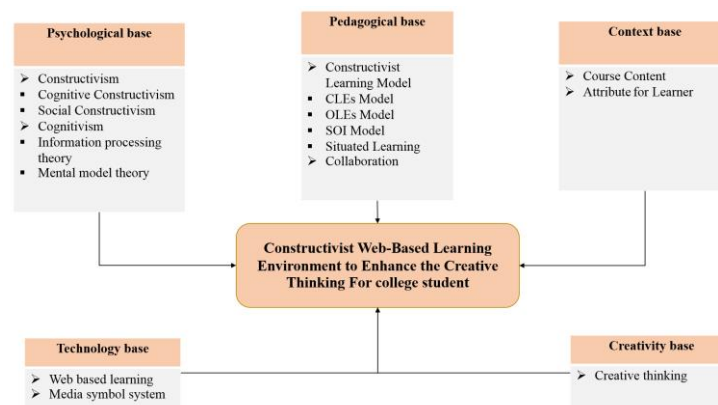 Psychological base
➢ Constructivism
▪ Cognitive Constructivism
▪ Social Constructivism
➢ Cognitivism
▪ Information processing
theory
▪ Mental model theory
Pedagogical base
➢ Constructivist
Learning Model
▪ CLEs Model
▪ OLEs Model
▪ SOI Model
▪ Situated Learning
➢ Collaboration
Context base
➢ Course Content
➢ Attribute for Learner
Constructivist Web-Based Learning
Environment to Enhance the Creative
Thinking For college student
Technology base
➢ Web based learning
➢ Media symbol system
Creativity base
➢ Creative thinking